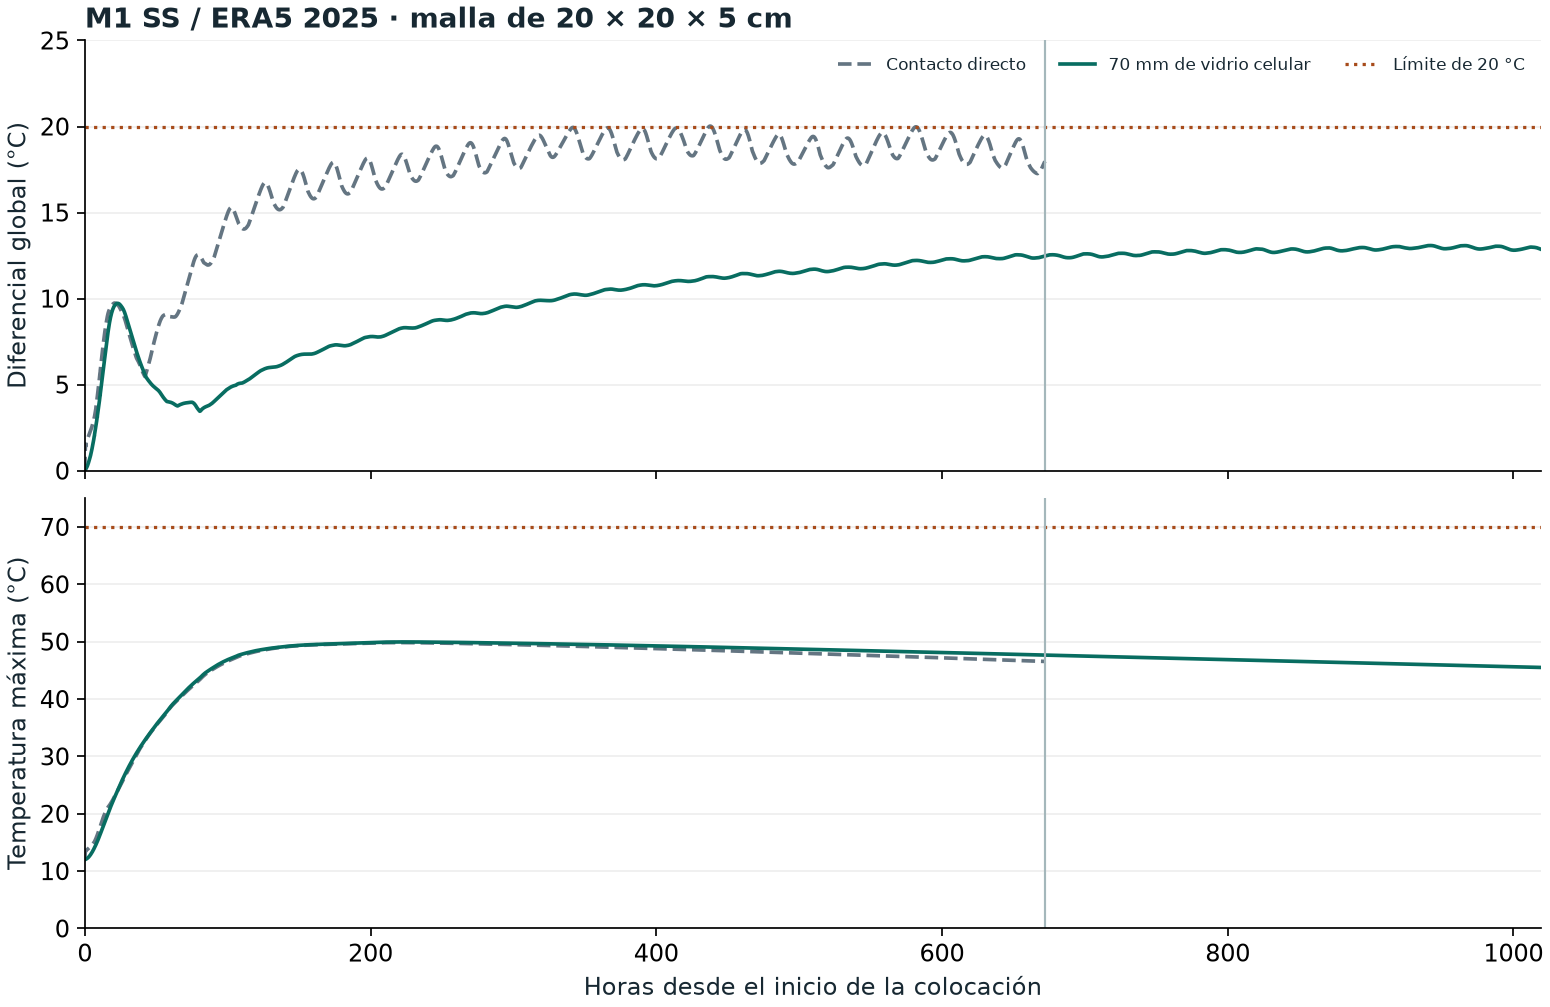 M1 SS / ERA5 2025 · malla de 20 × 20 × 5 cm
Contacto directo
70 mm de vidrio celular
Límite de 20 °C
Diferencial global (°C)
25
20
15
10
5
0
Temperatura máxima (°C)
70
60
50
40
30
20
10
0
0
200
400
600
800
1000
Horas desde el inicio de la colocación